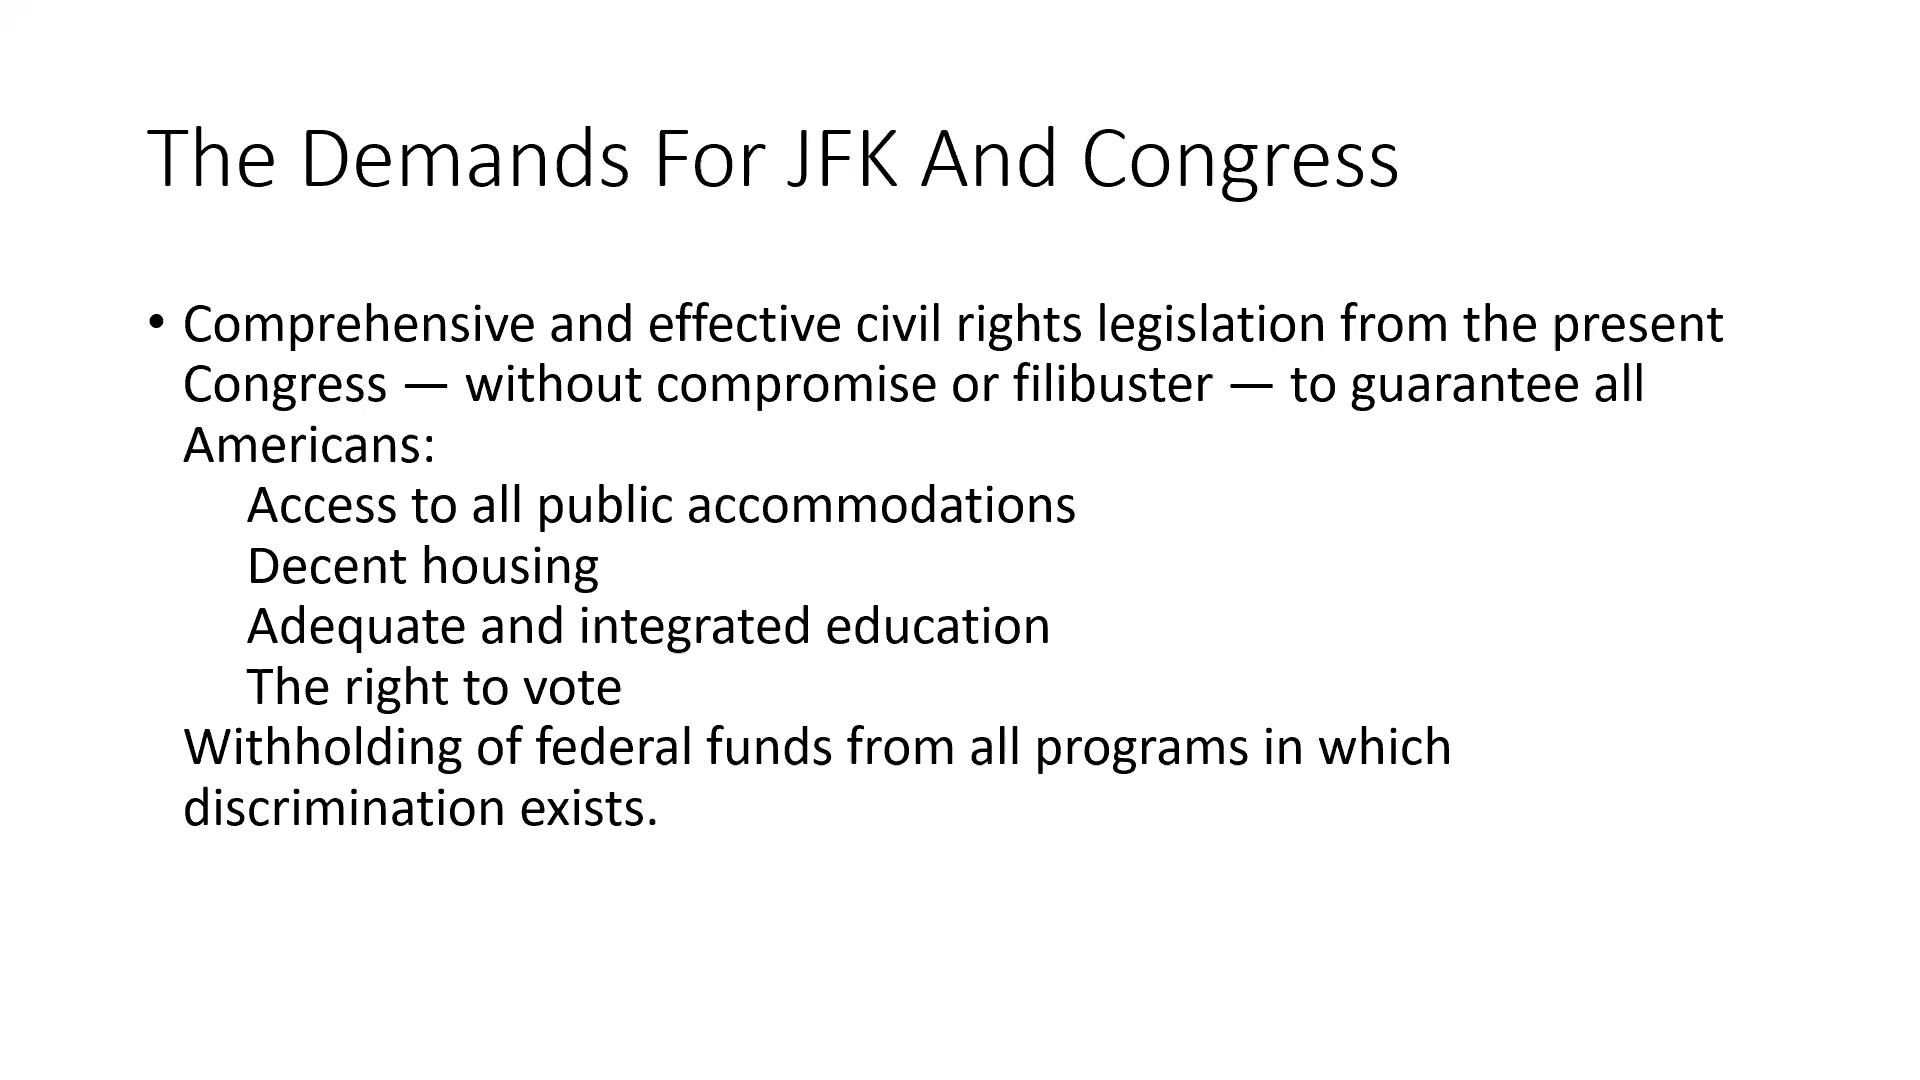 The Demands For JFK And Congress
• Comprehensive and effective civil rights legislation from the present
Congress — without compromise or filibuster — to guarantee all
Americans:
Access to all public accommodations
Decent housing
Adequate and integrated education
The right to vote
Withholding of federal funds from all programs in which
discrimination exists.